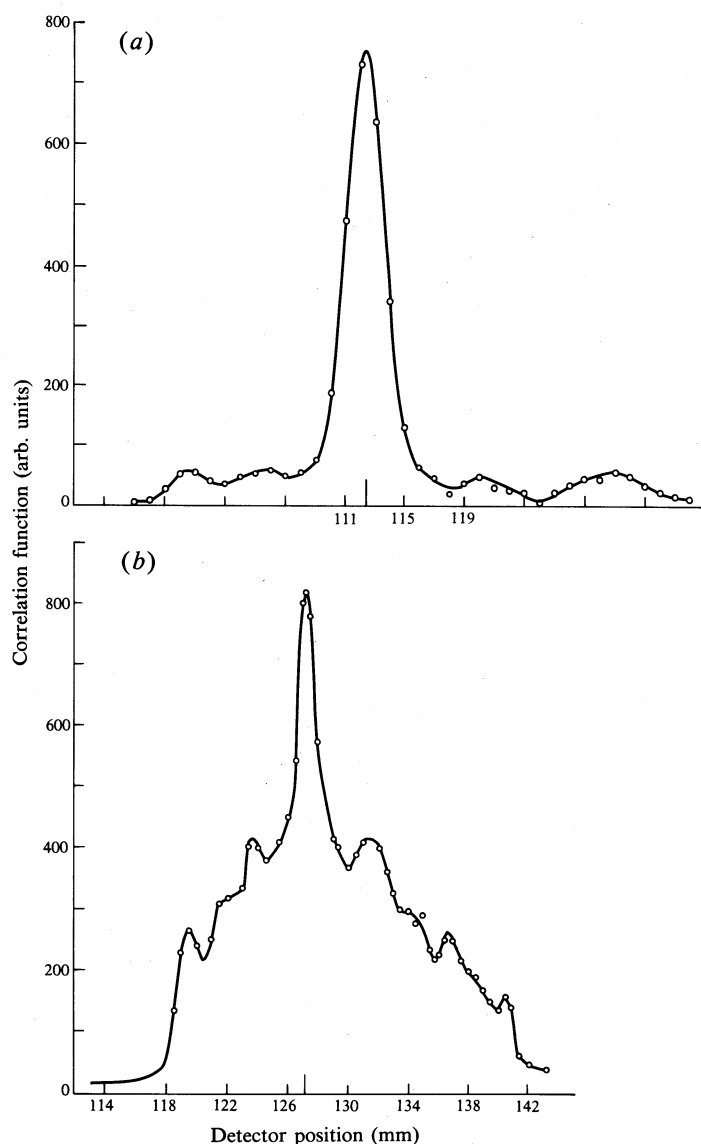 800
(a)
600
400
200
0
111 115 119
Correlation function (arb. units)
(b)
800
600
400
200
0
114 118 122 126 130 134 138 142
Detector position (mm)